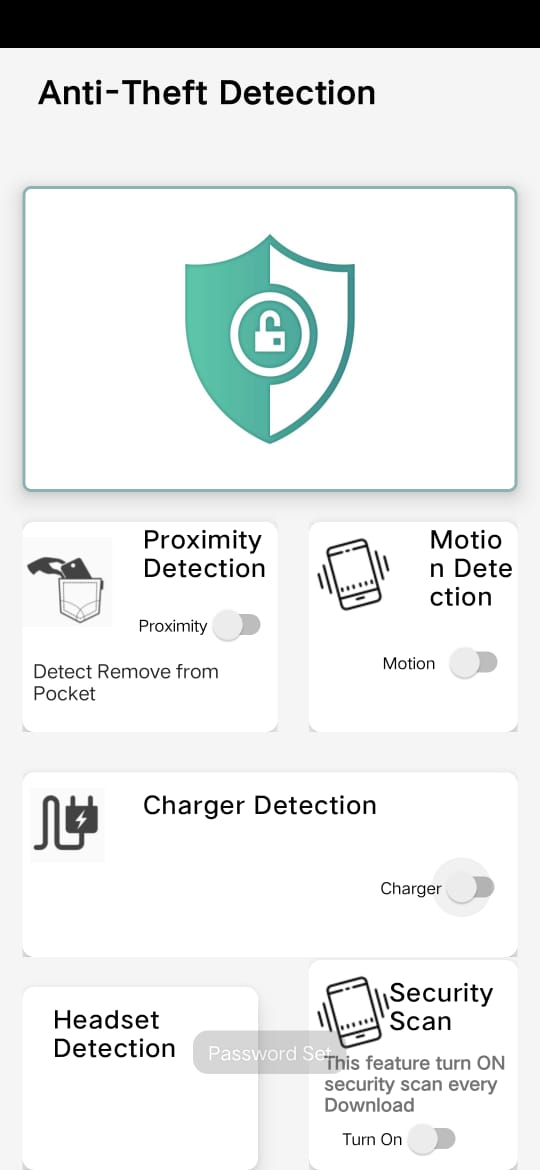 Anti-Theft Detection
Proximity
Detection
Proximity
Detect Remove from
Pocket
Motio
n Dete
ction
Motion
Charger Detection
Charger
Headset
Detection
Password Set
Security
Scan
This feature turn ON
security scan every
Download
Turn On